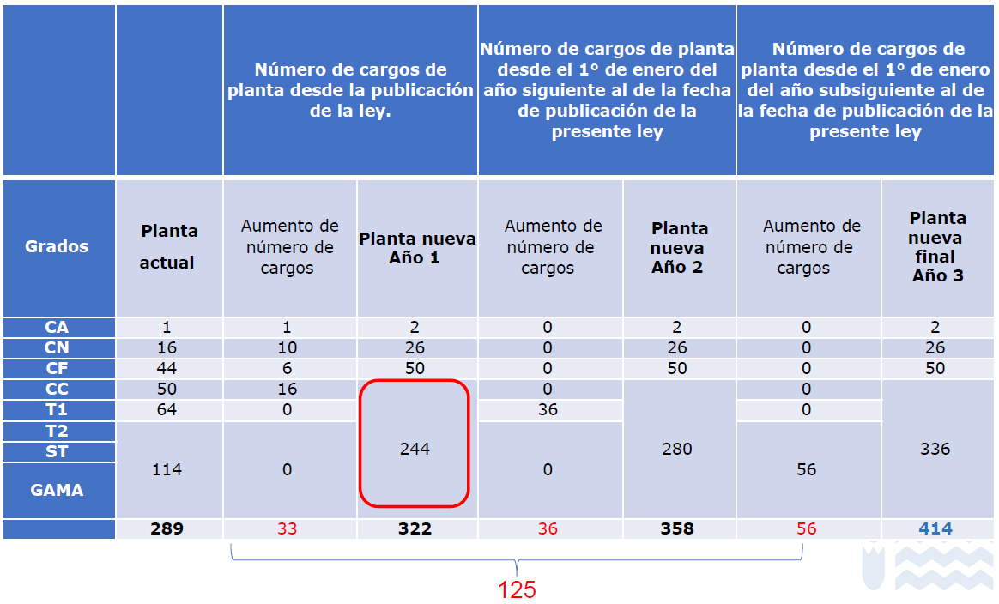 Número de cargos de
planta desde la publicación
de la ley.
Número de cargos de planta
desde el 1° de enero del
año siguiente al de la fecha
de publicación de la
presente ley
Número de cargos de
planta desde el 1° de enero
del año subsiguiente al de
la fecha de publicación de la
presente ley
Grados
Planta
actual
Aumento de
número de
cargos
Planta nueva
Año 1
Aumento de
número de
cargos
Planta
nueva
Año 2
Aumento de
número de
cargos
Planta
nueva
final
Año 3
CA 1 1 2 0 2 0 2
CN 16 10 26 0 26 0 26
CF 44 6 50 0 50 0 50
CC 50 16 0 0
T1 64 0 36 0
T2
ST
244 280 336
114 0 0 56
GAMA
289 33 322 36 358 56 414
125